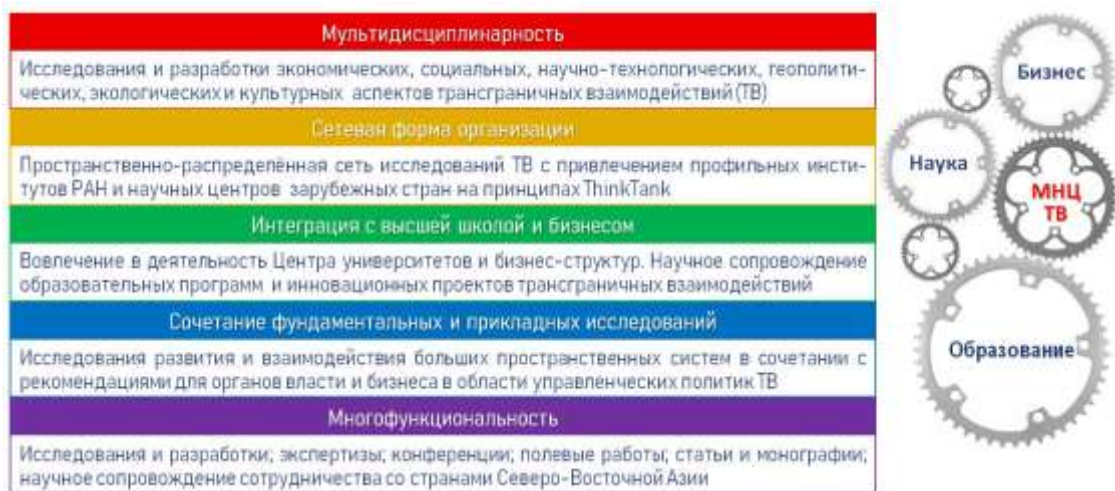 Мультидисциплинарность
Исследования и разработки экономических, социальных, научно-технологических, геополити-
ческих, экологических и культурных аспектов трансграничных взаимодействий (ТВ)
Сетевая форма организации
Пространственно-распределённая сеть исследований ТВ с привлечением профильных инсти-
тутов РАН и научных центров зарубежных стран на принципах ThinkTank
Интеграция с высшей школой и бизнесом
Вовлечение в деятельность Центра университетов и бизнес-структур. Научное сопровождение
образовательных программ и инновационных проектов трансграничных взаимодействий
Сочетание фундаментальных и прикладных исследований
Исследования развития и взаимодействия больших пространственных систем в сочетании с
рекомендациями для органов власти и бизнеса в области управленческих политик ТВ
Многофункциональность
Исследования и разработки; экспертизы; конференции; полевые работы; статьи и монографии;
научное сопровождение сотрудничества со странами Северо-Восточной Азии
Бизнес
Наука
МНЦ
ТВ
Образование